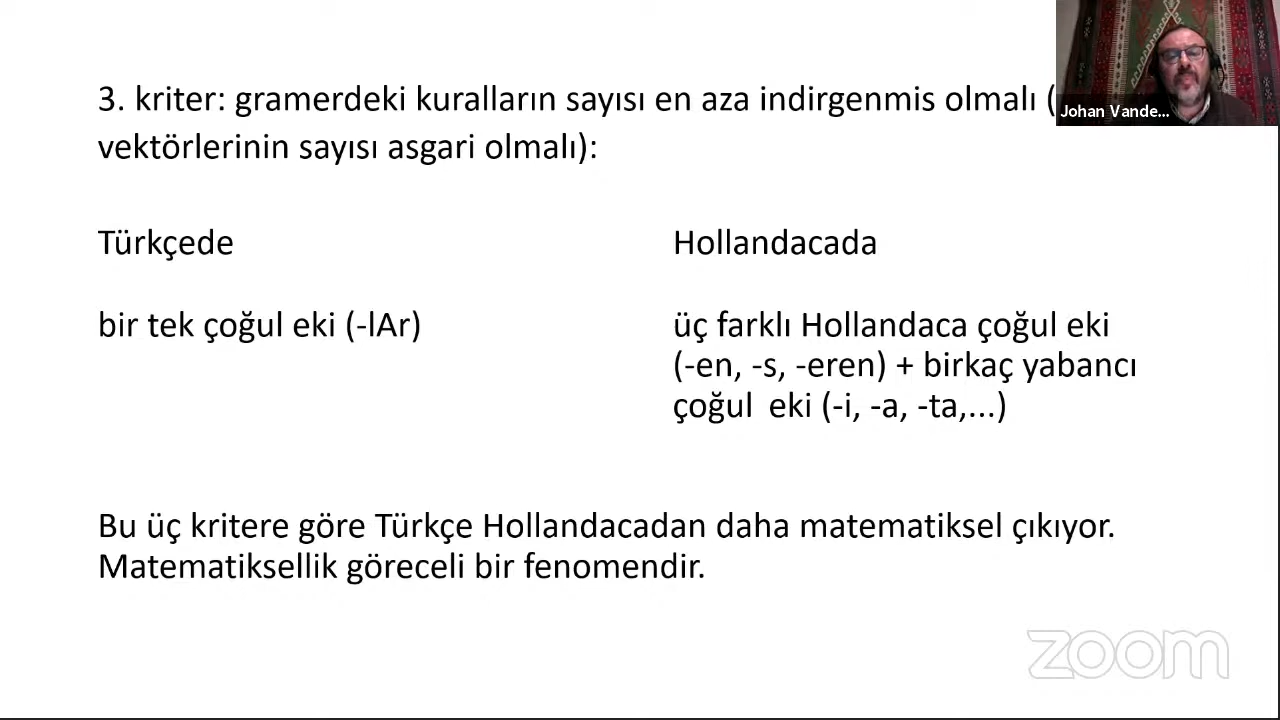 3. kriter: gramerdeki kuralların sayısı en aza indirgenmis olmalı (
vektörlerinin sayısı asgari olmalı):
Johan Vande...
Türkçede
Hollandacada
bir tek çoğul eki (-lAr)
üç farklı Hollandaca çoğul eki
(-en, -s, -eren) + birkaç yabancı
çoğul eki (-i, -a, -ta,...)
Bu üç kritere göre Türkçe Hollandacadan daha matematiksel çıkıyor.
Matematiksellik göreceli bir fenomendir.
zoom